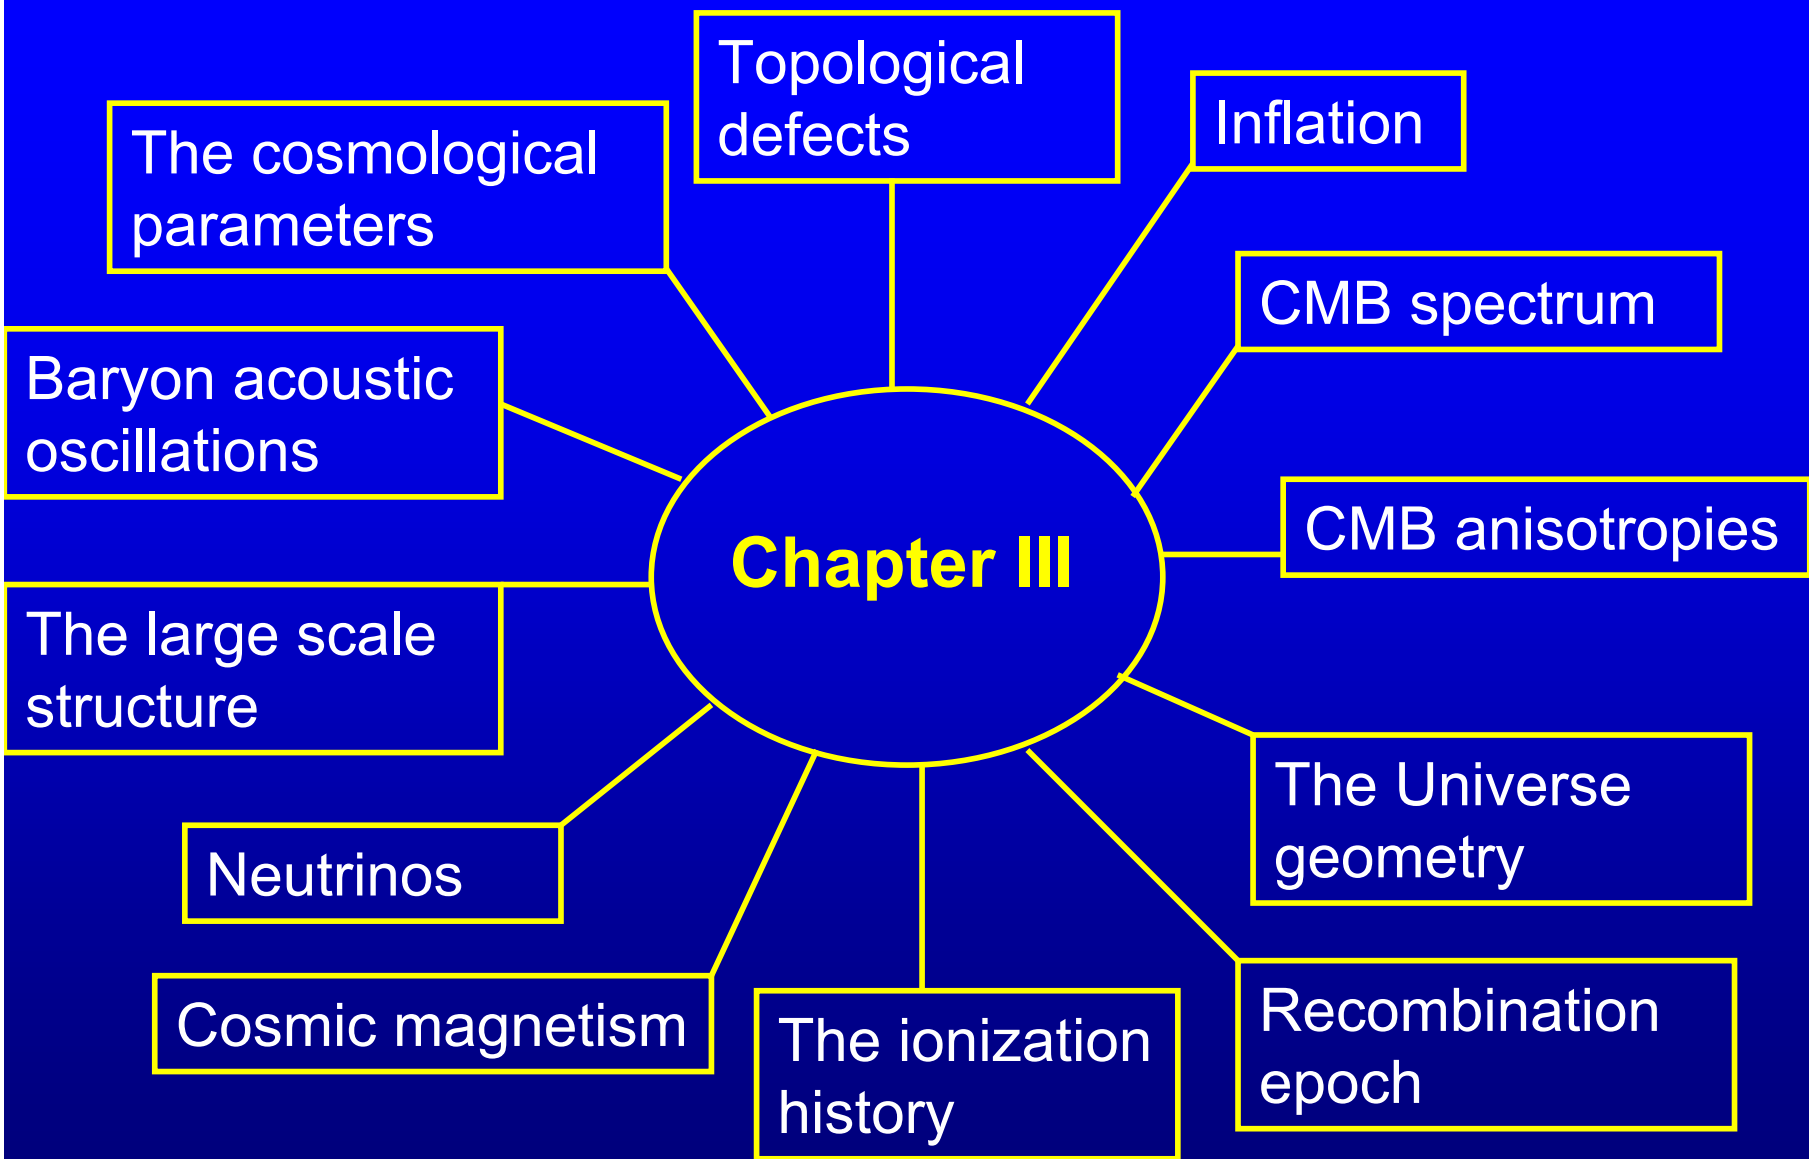 Topological
defects
Inflation
The cosmological
parameters
CMB spectrum
Baryon acoustic
oscillations
CMB anisotropies
Chapter III
The large scale
structure
The Universe
geometry
Neutrinos
Recombination
epoch
Cosmic magnetism
The ionization
history